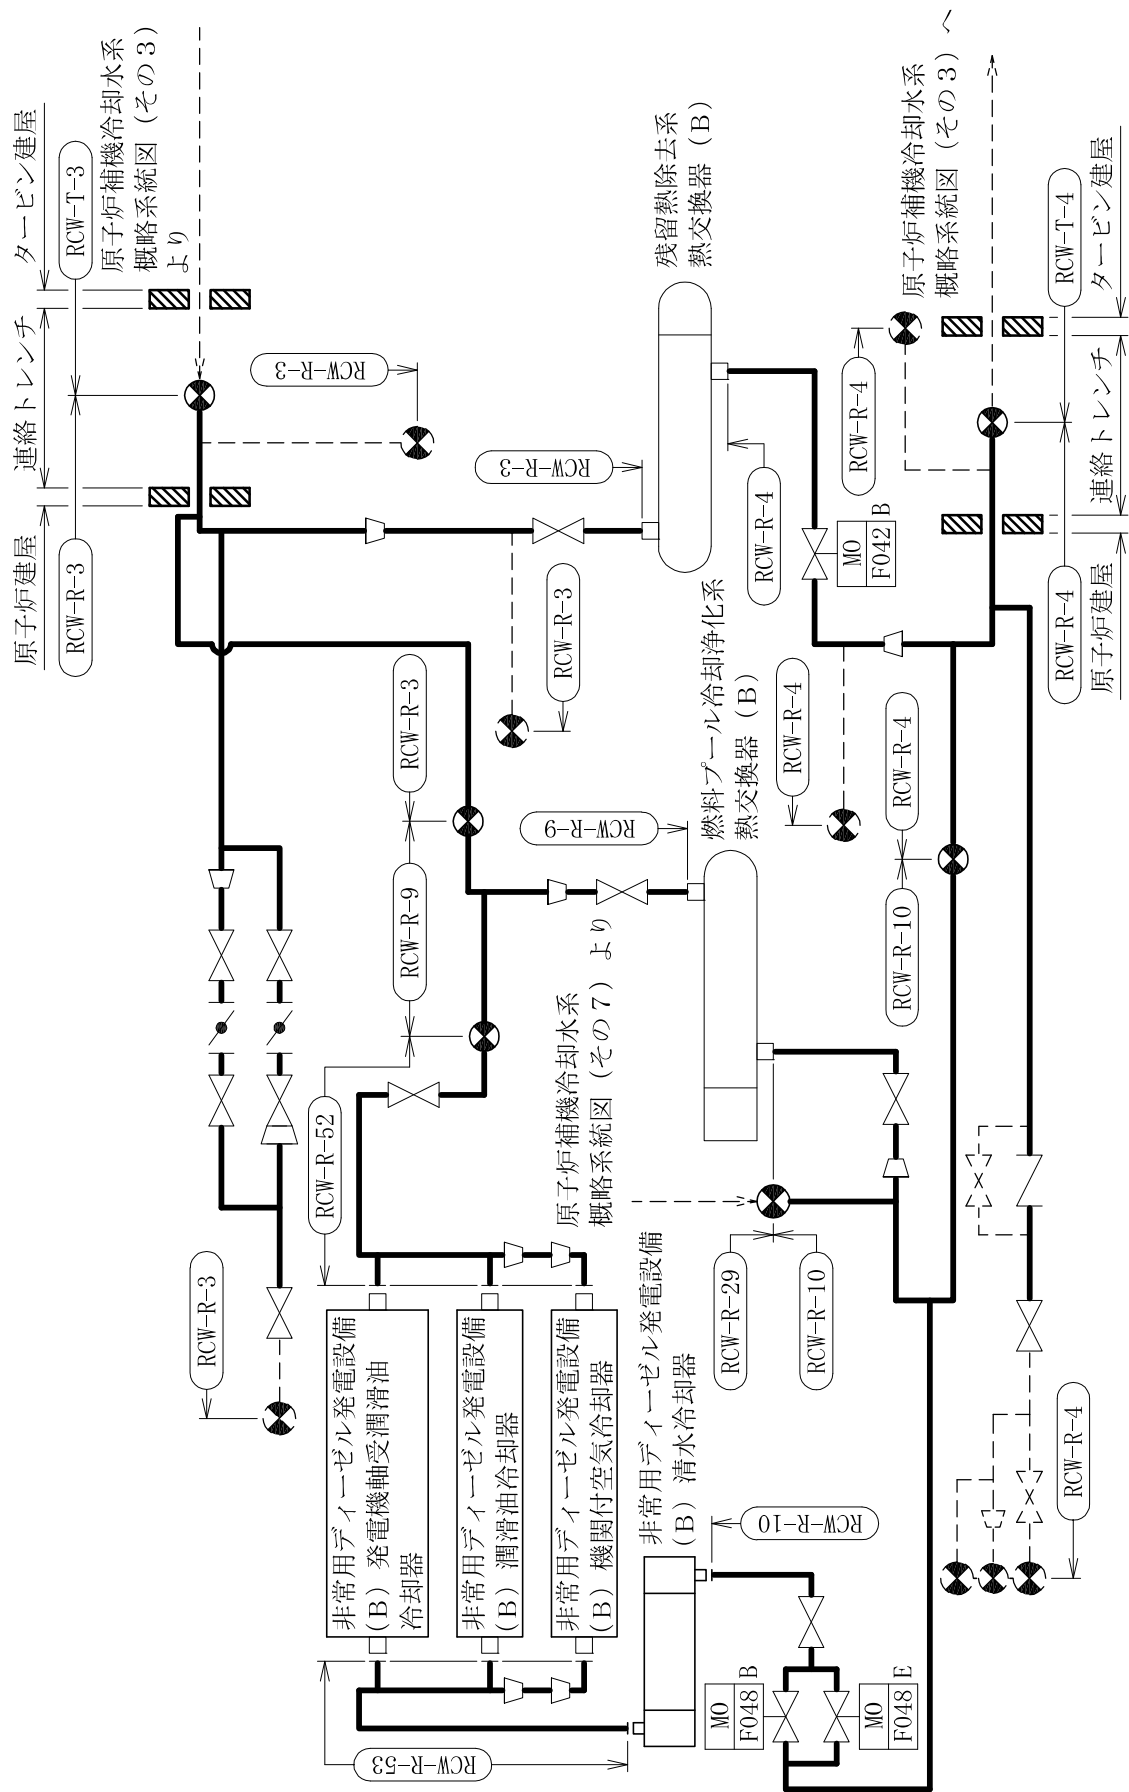 原子炉建屋
連絡トレンチ
タービン建屋
RCW-R-3
RCW-T-3
原子炉補機冷却水系
概略系統図（その３）
より
RCW-R-3
RCW-R-3
残留熱除去系
熱交換器（Ｂ）
RCW-R-4
RCW-R-4
原子炉補機冷却水系
概略系統図（その３）へ
MO
F042
B
RCW-R-3
RCW-R-3
RCW-R-9
RCW-R-9
燃料プール冷却浄化系
熱交換器（Ｂ）
RCW-R-4
RCW-R-4
RCW-R-10
RCW-R-4
RCW-T-4
原子炉建屋
連絡トレンチ
タービン建屋
RCW-R-3
RCW-R-52
原子炉補機冷却水系
概略系統図（その７）より
RCW-R-29
RCW-R-10
非常用ディーゼル発電設備
（Ｂ）発電機軸受潤滑油
冷却器
非常用ディーゼル発電設備
（Ｂ）潤滑油冷却器
非常用ディーゼル発電設備
（Ｂ）機関付空気冷却器
非常用ディーゼル発電設備
（Ｂ）清水冷却器
RCW-R-53
RCW-R-10
MO
F048
B
MO
F048
E
RCW-R-4